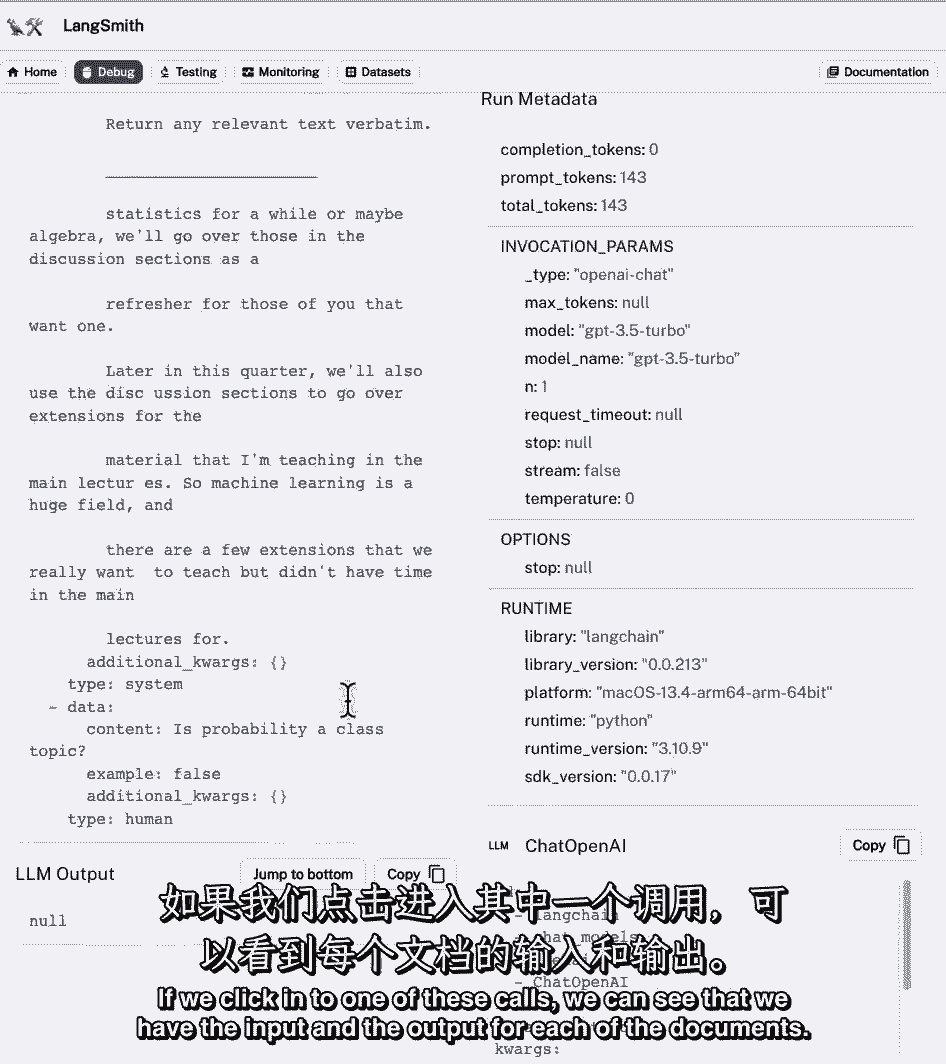 LangSmith
Home
Debug
Testing
Monitoring
Datasets
Documentation
Return any relevant text verbatim.
______________________
statistics for a while or maybe
algebra, we'll go over those in the
discussion sections as a
refresher for those of you that
want one.
Later in this quarter, we'll also
use the disc ussion sections to go over
extensions for the
material that I'm teaching in the
main lectur es. So machine learning is a
huge field, and
there are a few extensions that we
really want  to teach but didn't have time
in the main
lectures for.
additional_kwargs: {}
type: system
- data:
content: Is probability a class
topic?
example: false
additional_kwargs: {}
type: human
LLM Output
Jump to bottom
Copy
null
Run Metadata
completion_tokens: 0
prompt_tokens: 143
total_tokens: 143
INVOCATION_PARAMS
_type: "openai-chat"
max_tokens: null
model: "gpt-3.5-turbo"
model_name: "gpt-3.5-turbo"
n: 1
request_timeout: null
stop: null
stream: false
temperature: 0
OPTIONS
stop: null
RUNTIME
library: "langchain"
library_version: "0.0.213"
platform: "macOS-13.4-arm64-arm-64bit"
runtime: "python"
runtime_version: "3.10.9"
sdk_version: "0.0.17"
LLM ChatOpenAI
Copy
- langchain
- chat_models
- ChatOpenAI
kwargs:
如果我们点击进入其中一个调用，可
以看到每个文档的输入和输出。
If we click in to one of these calls, we can see that we
have the input and the output for each of the documents.